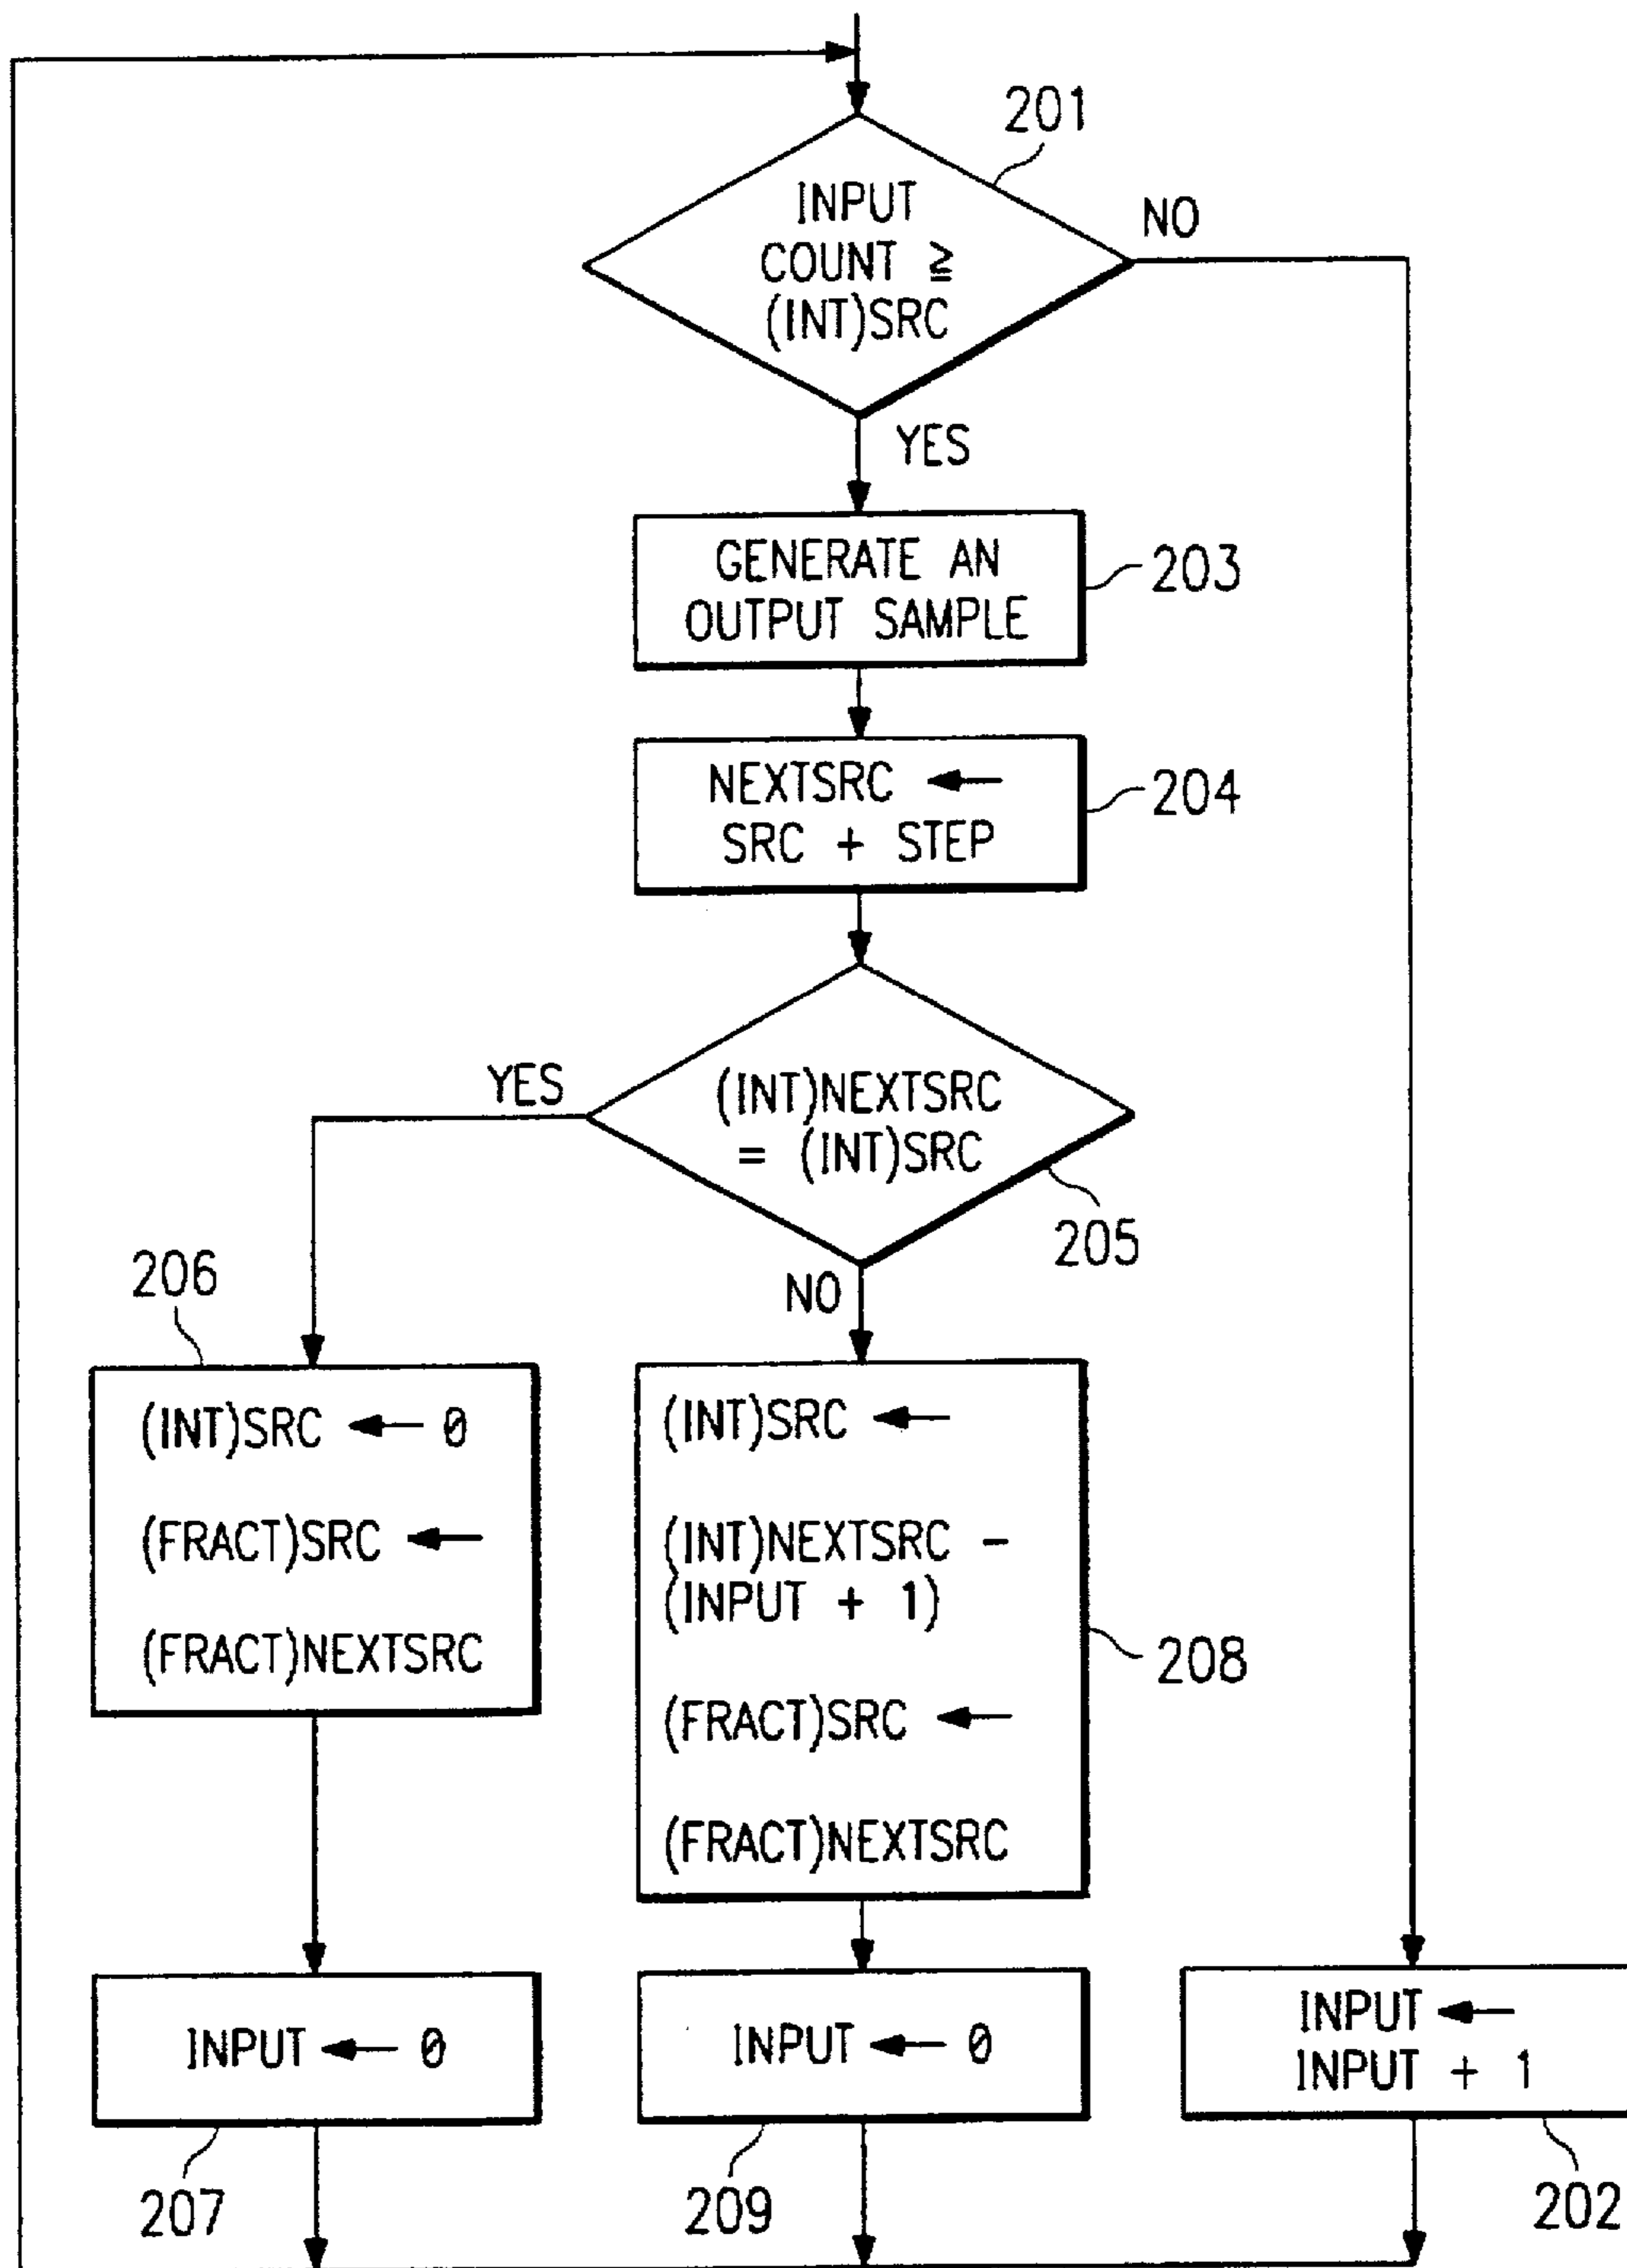 201
INPUT
COUNT ≧
(INT)SRC
NO
YES
GENERATE AN
OUTPUT SAMPLE
203
NEXTSRC ←
SRC + STEP
204
YES
(INT)NEXTSRC
= (INT)SRC
205
NO
206
(INT)SRC ← 0
(FRACT)SRC ←
(FRACT)NEXTSRC
(INT)SRC ←
(INT)NEXTSRC -
(INPUT + 1)
(FRACT)SRC ←
(FRACT)NEXTSRC
208
INPUT ← 0
207
INPUT ← 0
209
INPUT ←
INPUT + 1
202